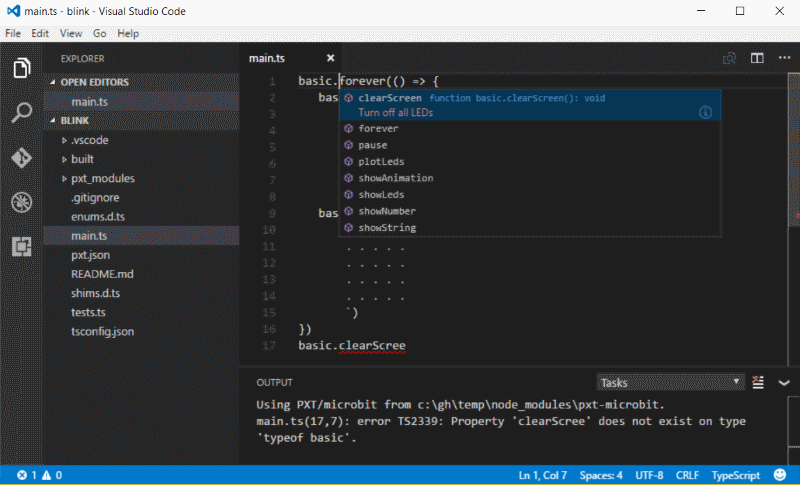 main.ts - blink - Visual Studio Code
File Edit View Go Help
EXPLORER
OPEN EDITORS
main.ts
BLINK
.vscode
built
pxt_modules
.gitignore
enums.d.ts
main.ts
pxt.json
README.md
shims.d.ts
tests.ts
tsconfig.json
main.ts
1 basic.forever(() => {
2 bas
3
4
5
6
7
8
9 bas
10
11 . . . . .
12 . . . . .
13 . . . . .
14 . . . . .
15 `)
16 })
17 basic.clearScree
clearScreen function basic.clearScreen(): void
Turn off all LEDs
forever
pause
plotLeds
showAnimation
showLeds
showNumber
showString
OUTPUT
Tasks
Using PXT/microbit from c:\gh\temp\node_modules\pxt-microbit.
main.ts(17,7): error TS2339: Property 'clearScree' does not exist on type
'typeof basic'.
1 0 Ln 1, Col 7 Spaces: 4 UTF-8 CRLF TypeScript